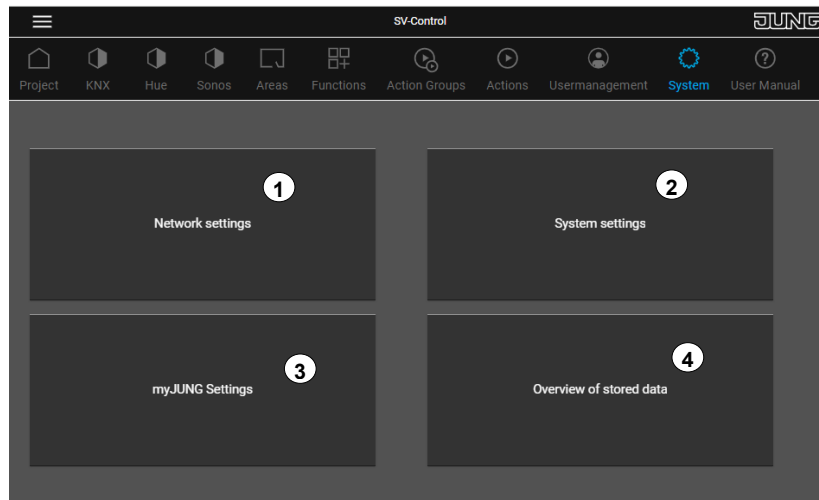 SV-Control
JUNG
Project KNX Hue Sonos Areas Functions Action Groups Actions Usermanagement System User Manual
1
2
Network settings
System settings
3
4
myJUNG Settings
Overview of stored data